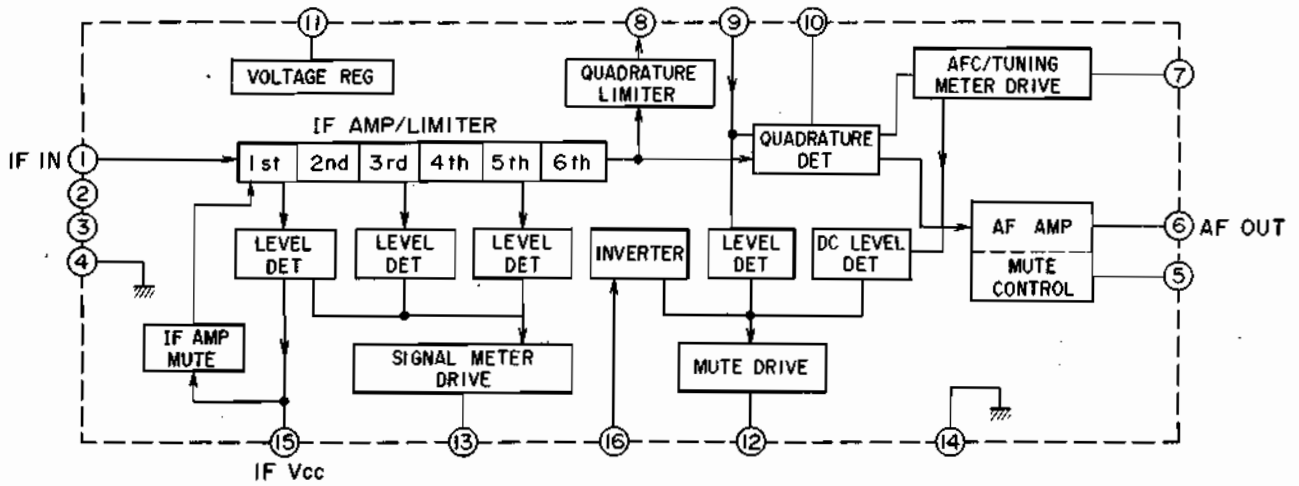 11
8
9
10
VOLTAGE REG
QUADRATURE
LIMITER
AFC/TUNING
METER DRIVE
7
IF AMP/LIMITER
QUADRATURE
DET
IF IN
1
1st
2nd
3rd
4th
5th
6th
2
3
4
LEVEL
DET
LEVEL
DET
LEVEL
DET
INVERTER
LEVEL
DET
DC LEVEL
DET
AF AMP
MUTE
CONTROL
6
AF OUT
5
IF AMP
MUTE
SIGNAL METER
DRIVE
MUTE DRIVE
15
13
16
12
14
IF Vcc